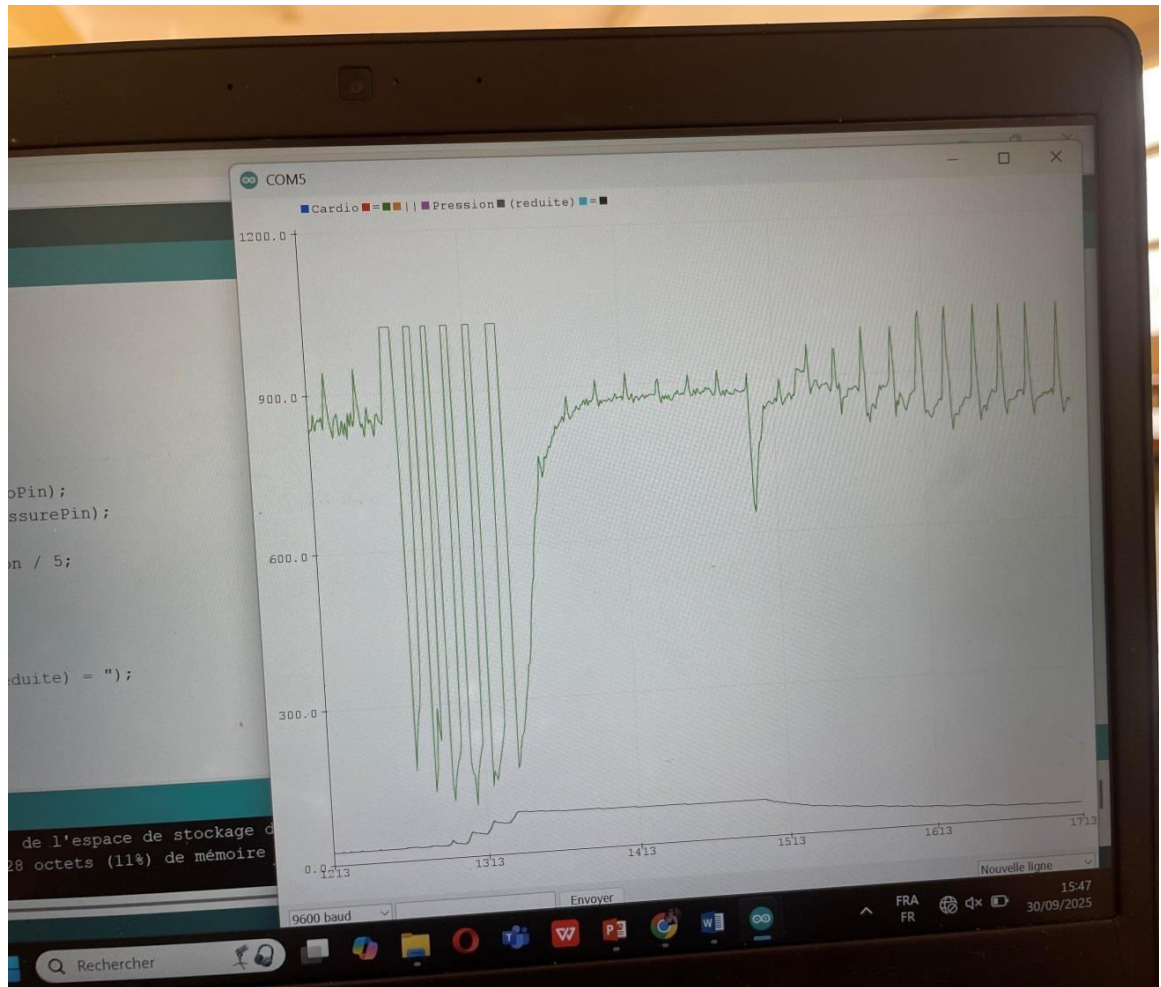 COM5
Cardio = || Pression (reduite) =
1200.0
900.0
600.0
300.0
0.0
1213
1313
1413
1513
1613
1713
oPin);
ssurePin);
n / 5;
duite) = ");
de l'espace de stockage d
28 octets (11%) de mémoire
Nouvelle ligne
9600 baud
Envoyer
Rechercher
FRA
FR
15:47
30/09/2025